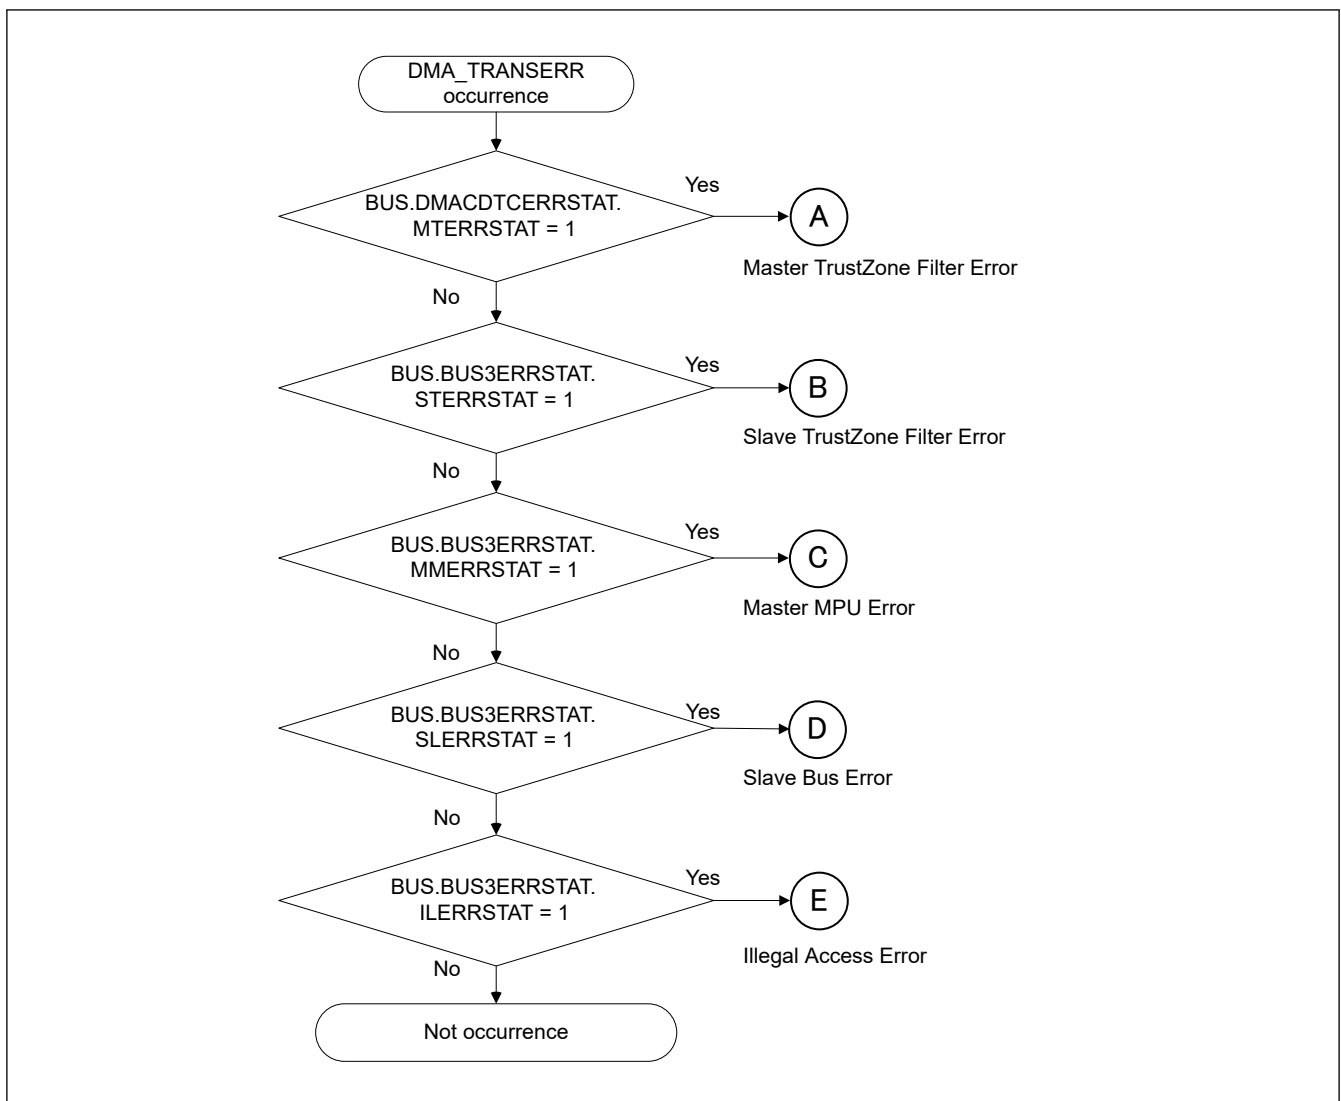 DMA_TRANSERR
occurrence
BUS.DMACDTCERRSTAT.
MTERRSTAT = 1
Yes
A
Master TrustZone Filter Error
No
BUS.BUS3ERRSTAT.
STERRSTAT = 1
Yes
B
Slave TrustZone Filter Error
No
BUS.BUS3ERRSTAT.
MMERRSTAT = 1
Yes
C
Master MPU Error
No
BUS.BUS3ERRSTAT.
SLERRSTAT = 1
Yes
D
Slave Bus Error
No
BUS.BUS3ERRSTAT.
ILERRSTAT = 1
Yes
E
Illegal Access Error
No
Not occurrence